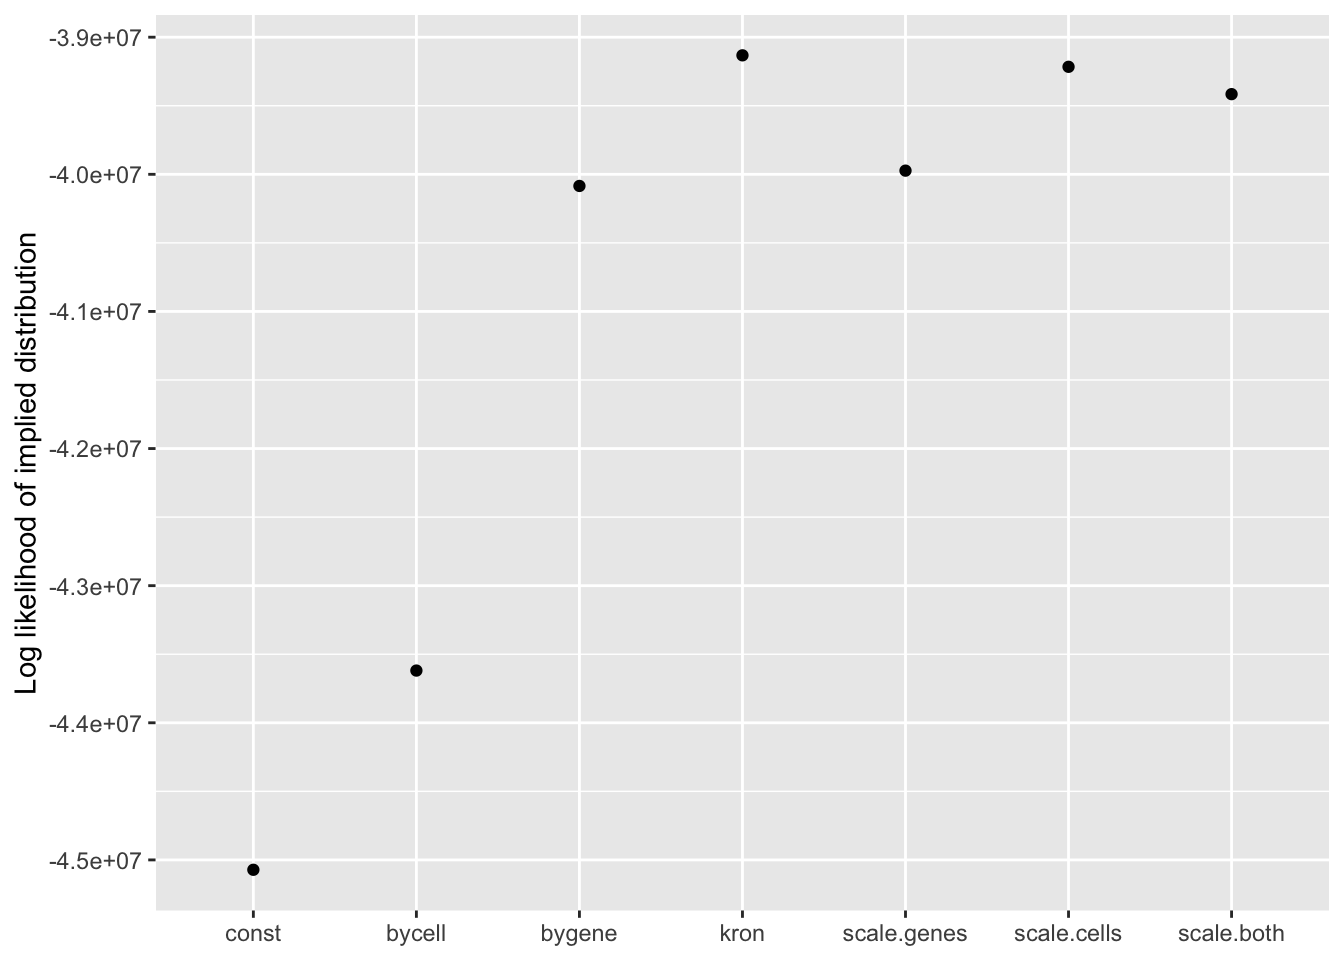 -3.9e+07
-4.0e+07
-4.1e+07
-4.2e+07
-4.3e+07
-4.4e+07
-4.5e+07
Log likelihood of implied distribution
const bycell bygene kron scale.genes scale.cells scale.both